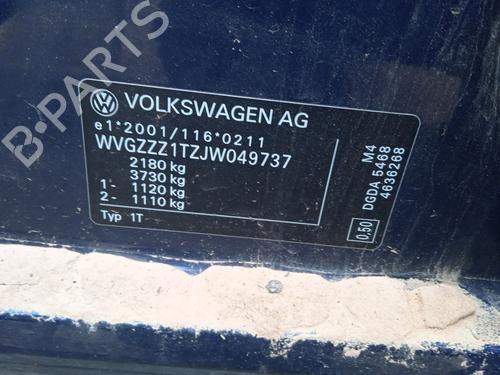 B-PARTS
VOLKSWAGEN AG
e1*2001/116*0211
WVGZZZ1TZJW049737
2180 kg
3730 kg
1- 1120 kg
2- 1110 kg
Typ 1T
M4
DGDA 5468
4636268
0,50